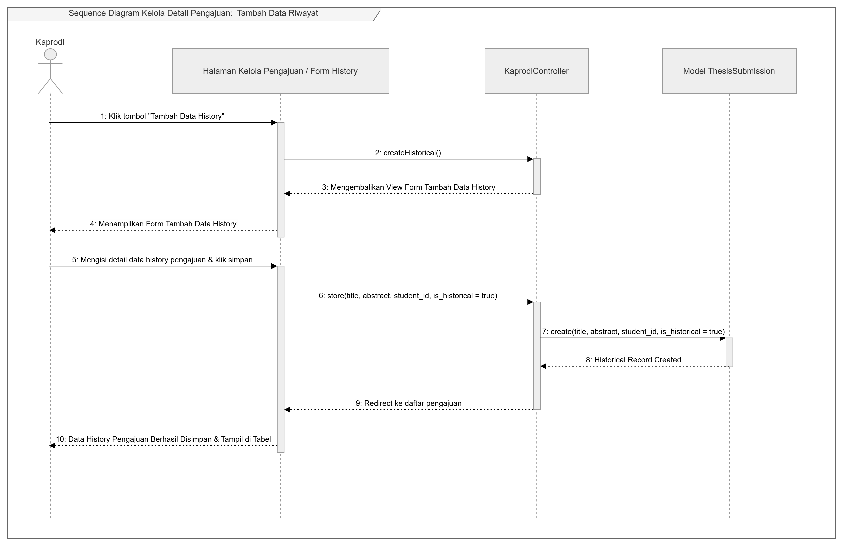 Sequence Diagram Kelola Detail Pengajuan: Tambah Data Riwayat
Kaprodi
Halaman Kelola Pengajuan / Form History
KaprodiController
Model ThesisSubmission
1: Klik tombol "Tambah Data History"
2: createHistorical()
3: Mengembalikan View Form Tambah Data History
4: Menampilkan Form Tambah Data History
5: Mengisi detail data history pengajuan & klik simpan
6: store(title, abstract, student_id, is_historical = true)
7: create(title, abstract, student_id, is_historical = true)
8: Historical Record Created
9: Redirect ke daftar pengajuan
10: Data History Pengajuan Berhasil Disimpan & Tampil di Tabel